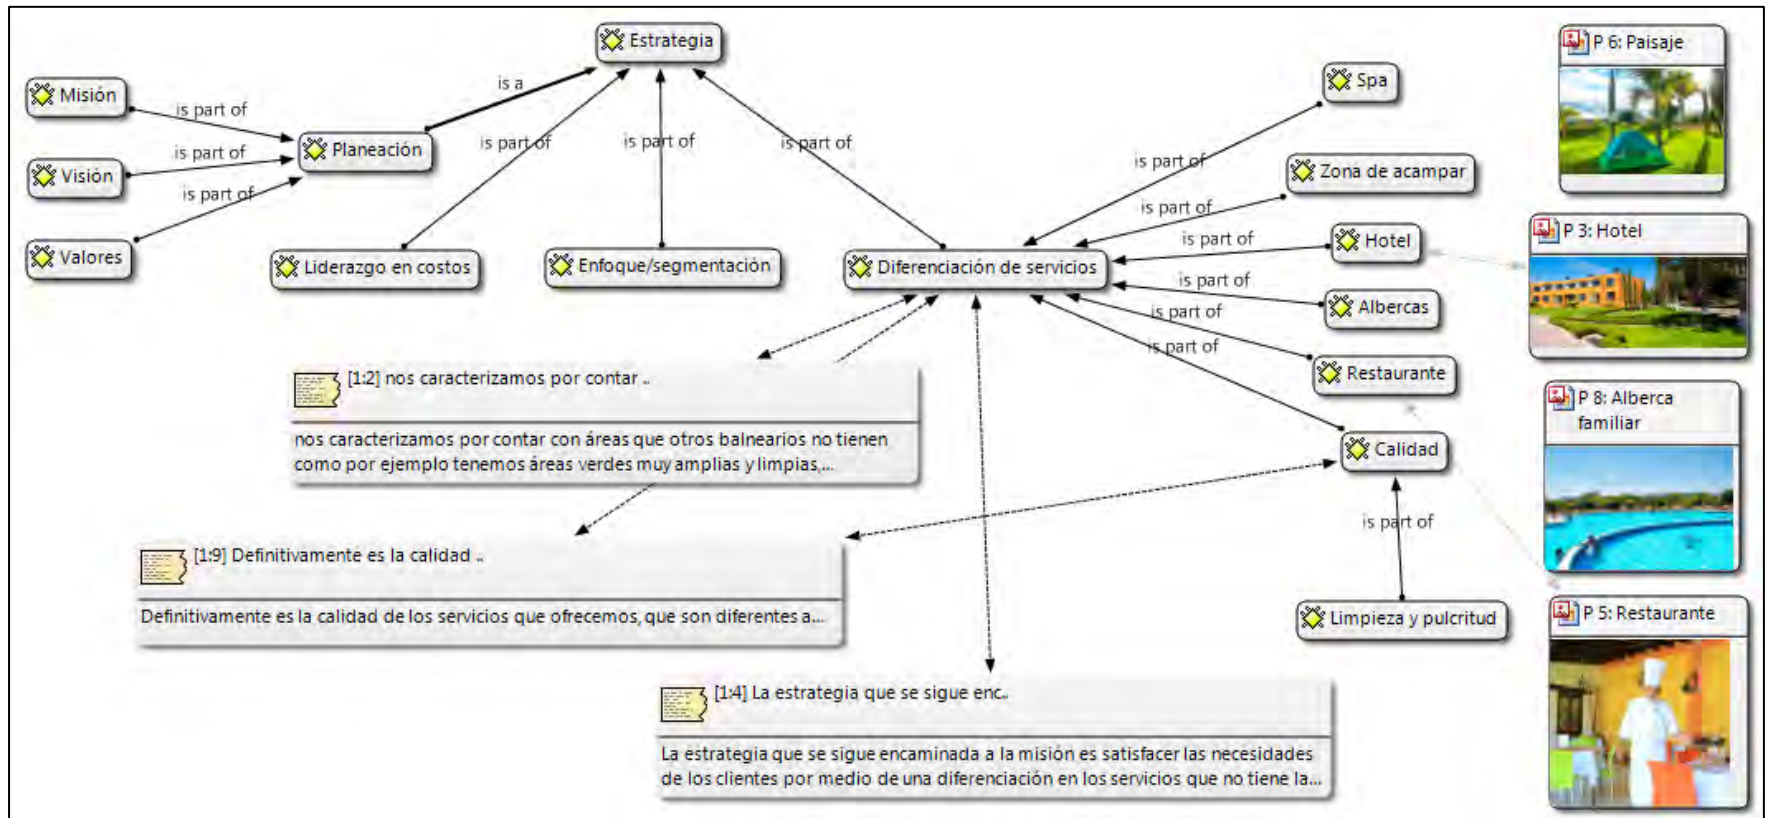 Estrategia
P 6: Paisaje
Spa
Misión
is a
is part of
Planeación
is part of
is part of
is part of
is part of
Visión
is part of
Valores
is part of
Zona de acampar
is part of
Hotel
P 3: Hotel
is part of
Liderazgo en costos
Enfoque/segmentación
Diferenciación de servicios
is part of
Albercas
is part of
is part of
Restaurante
[1:2] nos caracterizamos por contar ..
nos caracterizamos por contar con áreas que otros balnearios no tienen
como por ejemplo tenemos áreas verdes muy amplias y limpias,...
P 8: Alberca
familiar
Calidad
is part of
[1:9] Definitivamente es la calidad ..
Definitivamente es la calidad de los servicios que ofrecemos, que son diferentes a...
Limpieza y pulcritud
P 5: Restaurante
[1:4] La estrategia que se sigue enc..
La estrategia que se sigue encaminada a la misión es satisfacer las necesidades
de los clientes por medio de una diferenciación en los servicios que no tiene la...